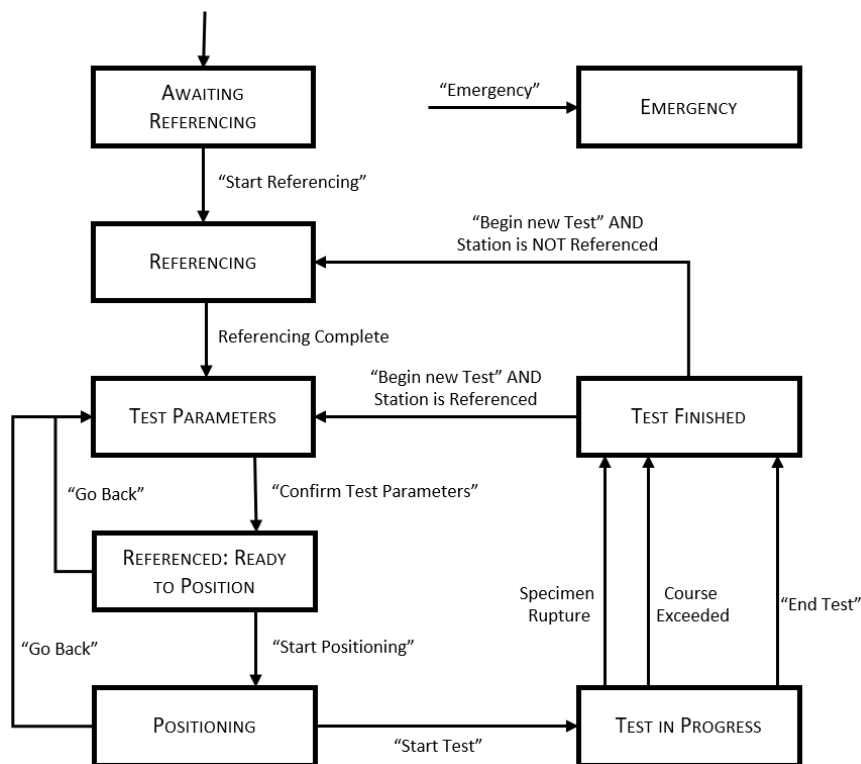 AWAITING
REFERENCING
“Emergency”
EMERGENCY
“Start Referencing”
“Begin new Test” AND
Station is NOT Referenced
REFERENCING
Referencing Complete
“Begin new Test” AND
Station is Referenced
TEST PARAMETERS
TEST FINISHED
“Go Back”
“Confirm Test Parameters”
REFERENCED: READY
TO POSITION
Specimen
Rupture
Course
Exceeded
“End Test”
“Go Back”
“Start Positioning”
POSITIONING
“Start Test”
TEST IN PROGRESS